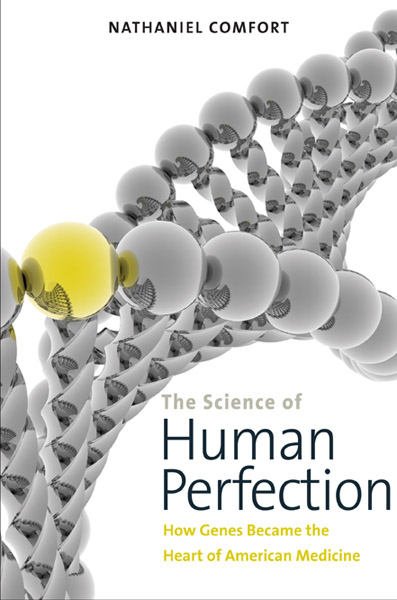 NATHANIEL COMFORT
The Science of
Human
Perfection
How Genes Became the
Heart of American Medicine